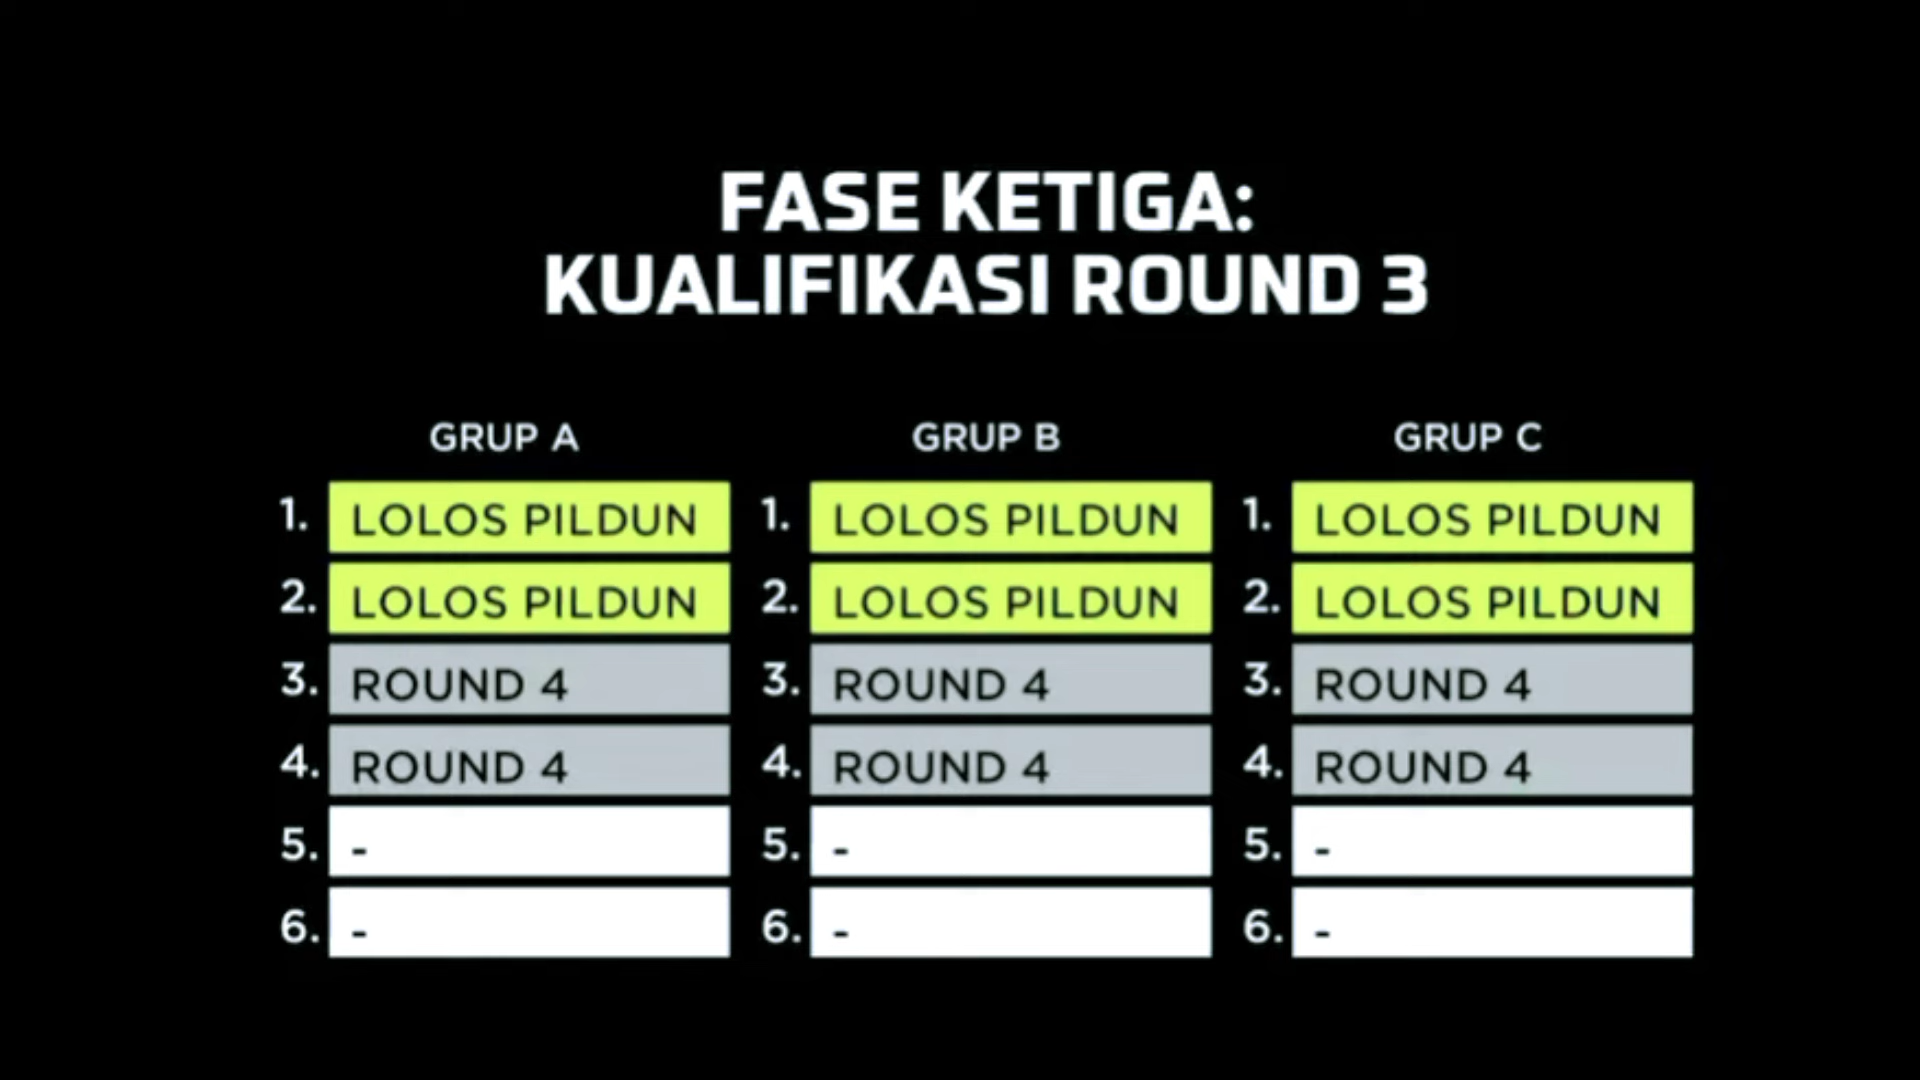 FASE KETIGA:
KUALIFIKASI ROUND 3
GRUP A
1. LOLOS PILDUN
2. LOLOS PILDUN
3. ROUND 4
4. ROUND 4
5. -
6. -
GRUP B
1. LOLOS PILDUN
2. LOLOS PILDUN
3. ROUND 4
4. ROUND 4
5. -
6. -
GRUP C
1. LOLOS PILDUN
2. LOLOS PILDUN
3. ROUND 4
4. ROUND 4
5. -
6. -